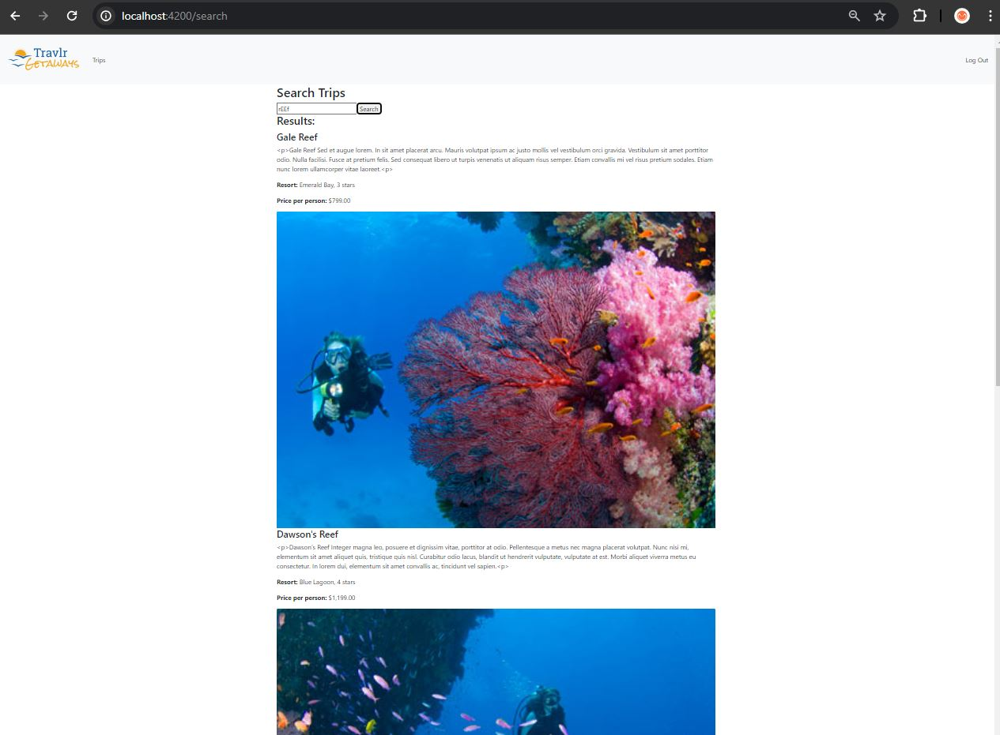 localhost:4200/search
Travlr
Getaways
Trips
Log Out
Search Trips
rEEf
Search
Results:
Gale Reef
<p>Gale Reef Sed et augue lorem. In sit amet placerat arcu. Mauris volutpat ipsum ac justo mollis vel vestibulum orci gravida. Vestibulum sit amet porttitor
odio. Nulla facilisi. Fusce at pretium felis. Sed consequat libero ut turpis venenatis ut aliquam risus semper. Etiam convallis mi vel risus pretium sodales. Etiam
nunc lorem ullamcorper vitae laoreet.<p>
Resort: Emerald Bay, 3 stars
Price per person: $799.00
Dawson's Reef
<p>Dawson's Reef Integer magna leo, posuere et dignissim vitae, porttitor at odio. Pellentesque a metus nec magna placerat volutpat. Nunc nisi mi,
elementum sit amet aliquet quis, tristique quis nisl. Curabitur odio lacus, blandit ut hendrerit vulputate, vulputate at est. Morbi aliquet viverra metus eu
consectetur. In lorem dui, elementum sit amet convallis ac, tincidunt vel sapien.<p>
Resort: Blue Lagoon, 4 stars
Price per person: $1,199.00